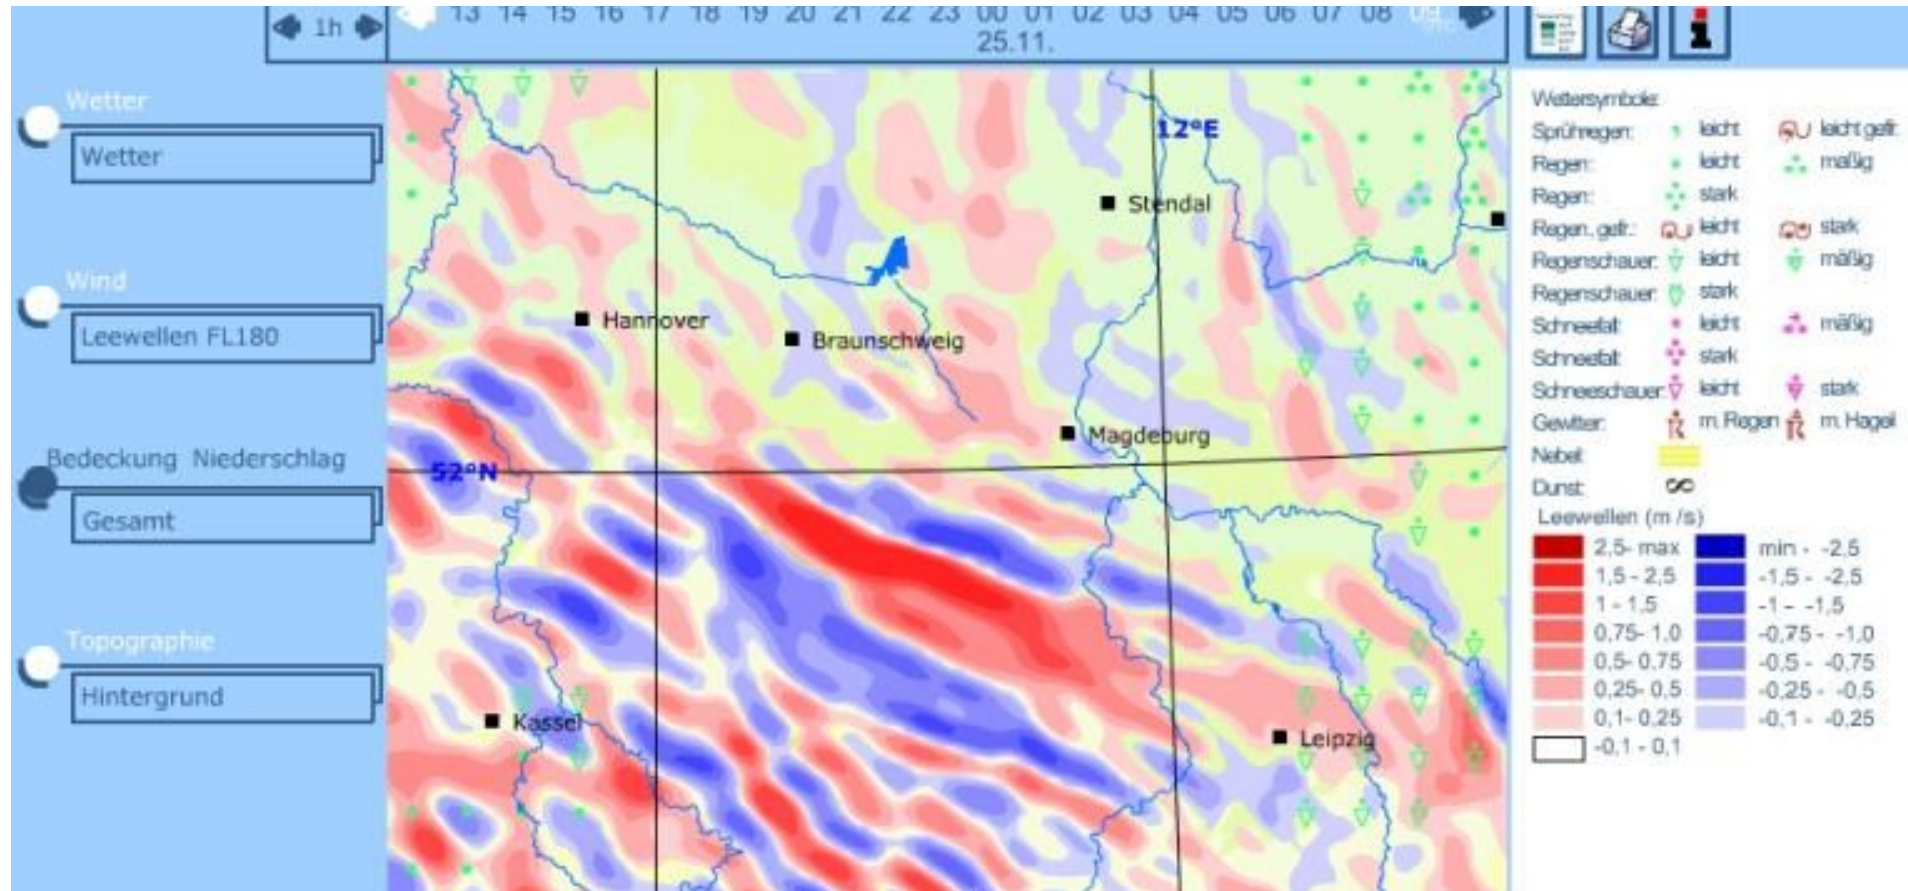 1h
13 14 15 16 17 18 19 20 21 22 23 00 01 02 03 04 05 06 07 08
25.11.
Wetter
Wetter
Wind
Leewellen FL180
Bedeckung Niederschlag
Gesamt
Topographie
Hintergrund
12°E
Stendal
Hannover
Braunschweig
Magdeburg
52°N
Kassel
Leipzig
Wettersymbole:
Sprühregen: leicht leicht gefr.
Regen: leicht mäßig
Regen: stark
Regen, gefr.: leicht stark
Regenschauer: leicht mäßig
Regenschauer: stark
Schneefall: leicht mäßig
Schneefall: stark
Schneeschauer: leicht stark
Gewitter: m. Regen m. Hagel
Nebel:
Dunst:
Leewellen (m /s)
2,5- max min - -2,5
1,5 - 2,5 -1,5 - -2,5
1 - 1,5 -1 - -1,5
0,75- 1,0 -0,75 - -1,0
0,5- 0,75 -0,5 - -0,75
0,25- 0,5 -0,25 - -0,5
0,1- 0,25 -0,1 - -0,25
-0,1 - 0,1